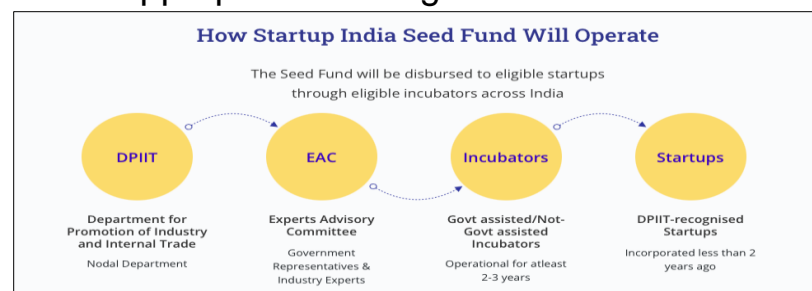 How Startup India Seed Fund Will Operate
The Seed Fund will be disbursed to eligible startups
through eligible incubators across India
DPIIT
EAC
Incubators
Startups
Department for
Promotion of Industry
and Internal Trade
Nodal Department
Experts Advisory
Committee
Government
Representatives &
Industry Experts
Govt assisted/Not-
Govt assisted
Incubators
Operational for atleast
2-3 years
DPIIT-recognised
Startups
Incorporated less than 2
years ago